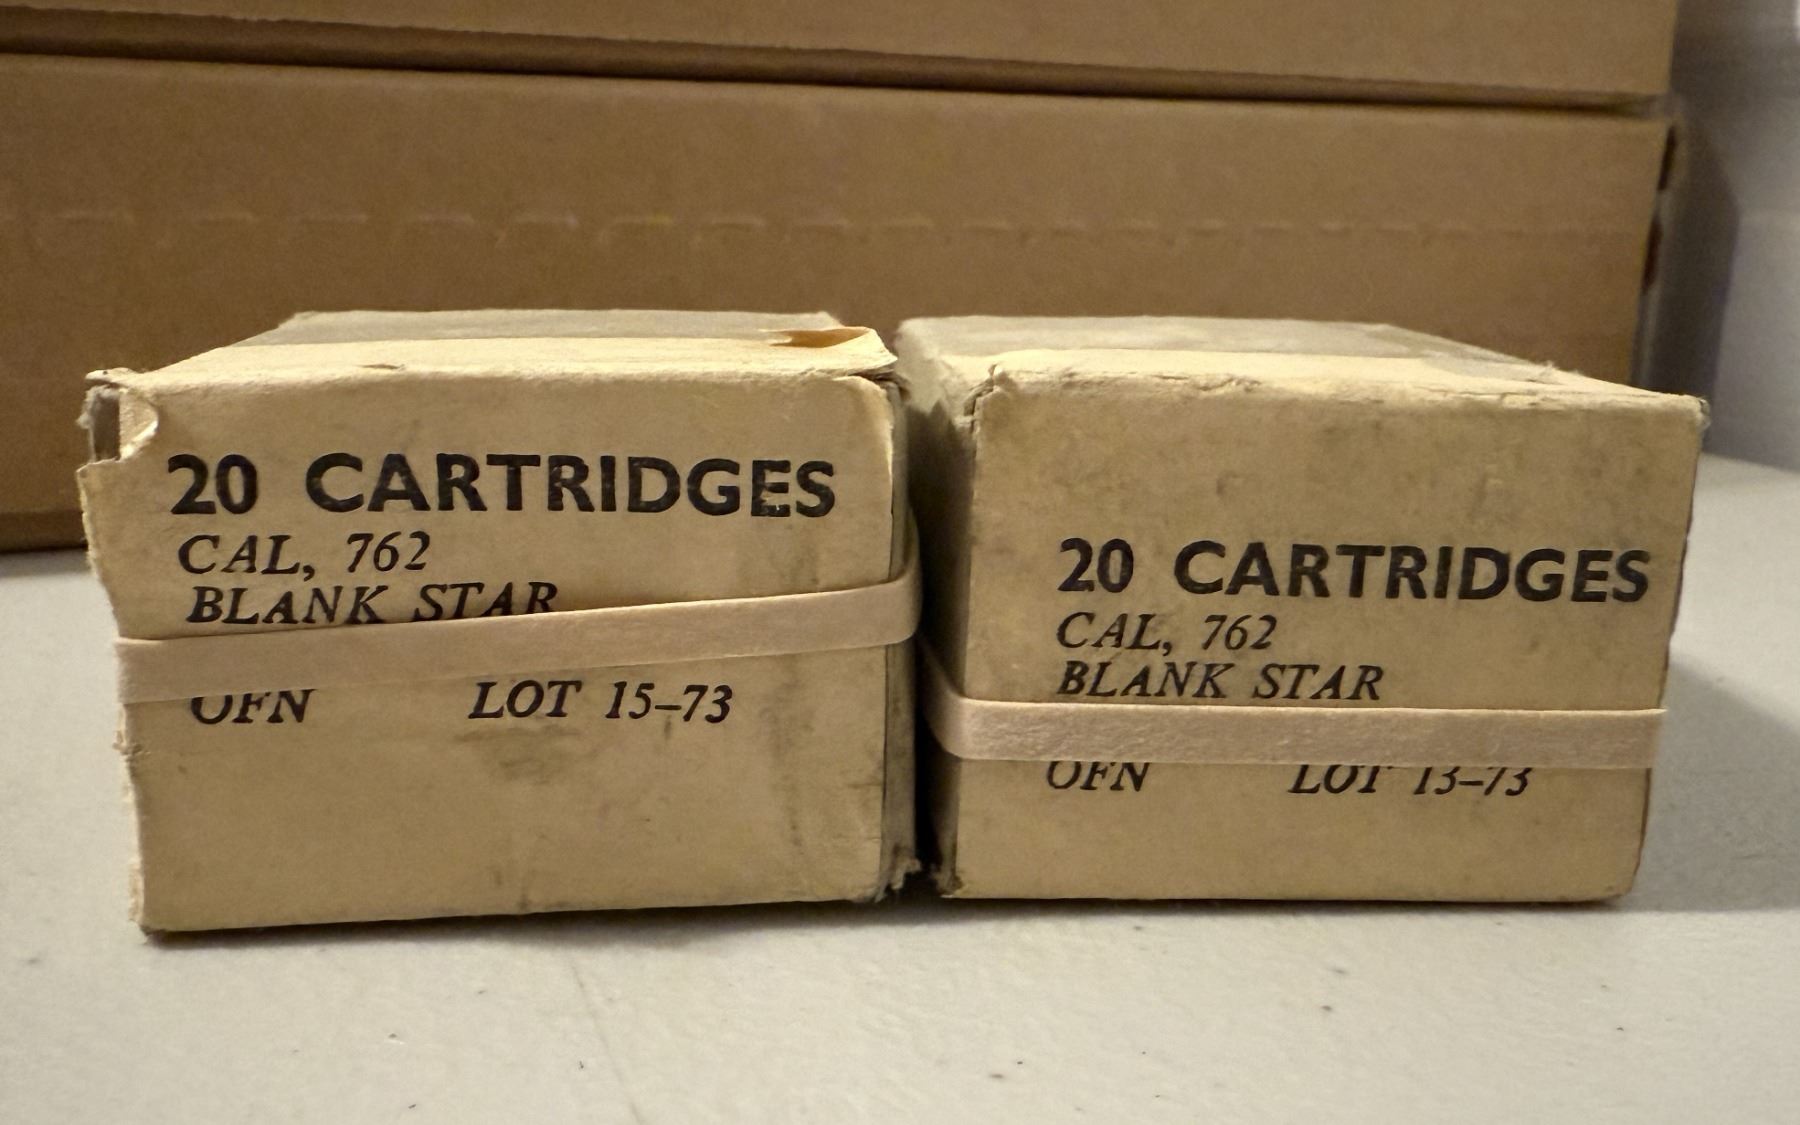 20 CARTRIDGES
CAL, 762
BLANK STAR
OFN LOT 15-73
20 CARTRIDGES
CAL, 762
BLANK STAR
OFN LOT 13-73